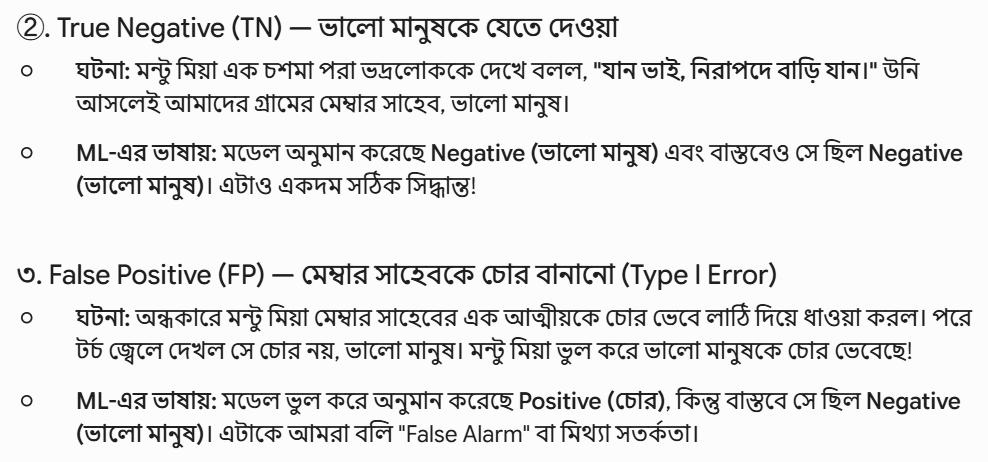 ②. True Negative (TN) — ভালো মানুষকে যেতে দেওয়া
○ ঘটনা: মন্টু মিয়া এক চশমা পরা ভদ্রলোককে দেখে বলল, "যান ভাই, নিরাপদে বাড়ি যান।" উনি
আসলেই আমাদের গ্রামের মেম্বার সাহেব, ভালো মানুষ।
○ ML-এর ভাষায়: মডেল অনুমান করেছে Negative (ভালো মানুষ) এবং বাস্তবেও সে ছিল Negative
(ভালো মানুষ)। এটাও একদম সঠিক সিদ্ধান্ত!
৩. False Positive (FP) — মেম্বার সাহেবকে চোর বানানো (Type I Error)
○ ঘটনা: অন্ধকারে মন্টু মিয়া মেম্বার সাহেবের এক আত্মীয়কে চোর ভেবে লাঠি দিয়ে ধাওয়া করল। পরে
টর্চ জ্বেলে দেখল সে চোর নয়, ভালো মানুষ। মন্টু মিয়া ভুল করে ভালো মানুষকে চোর ভেবেছে!
○ ML-এর ভাষায়: মডেল ভুল করে অনুমান করেছে Positive (চোর), কিন্তু বাস্তবে সে ছিল Negative
(ভালো মানুষ)। এটাকে আমরা বলি "False Alarm" বা মিথ্যা সতর্কতা।